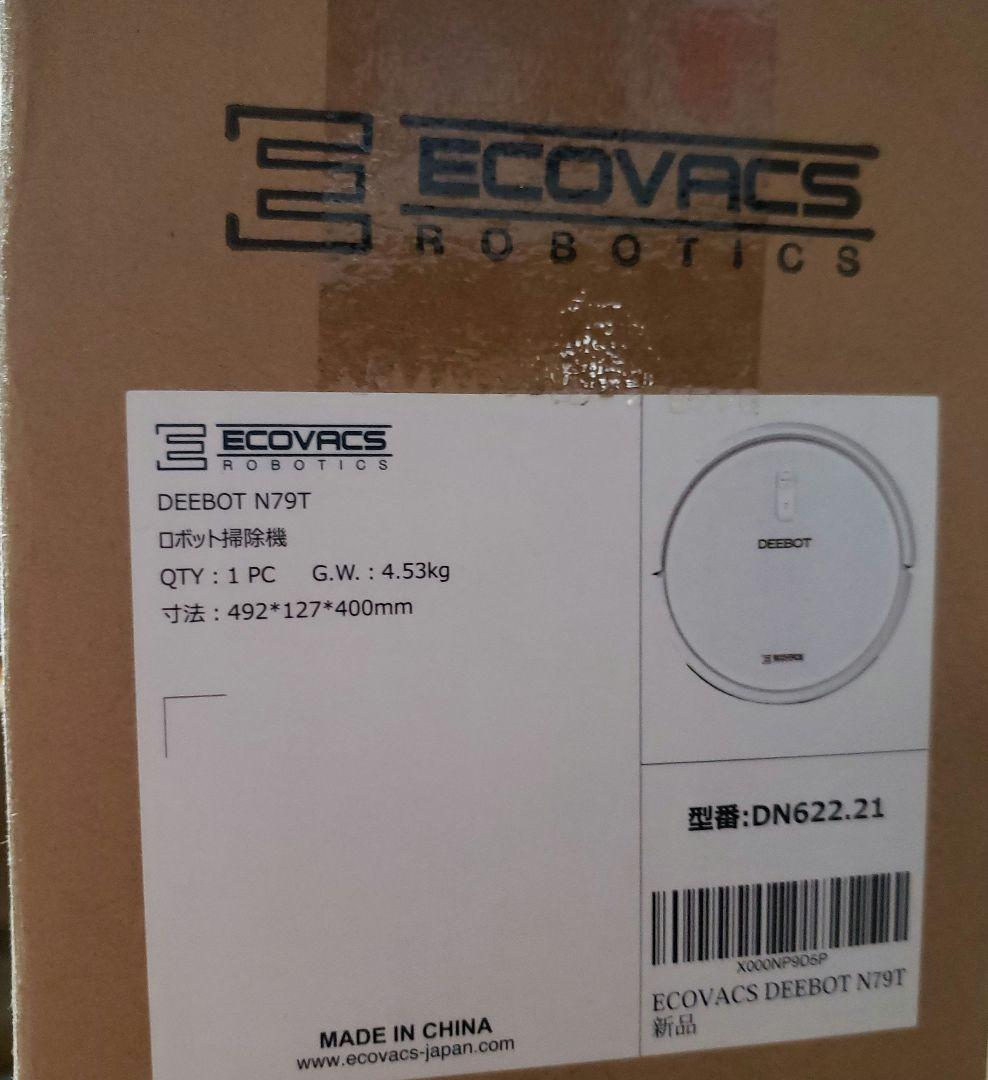 ECOVACS
ROBOTICS
ECOVACS
ROBOTICS
DEEBOT N79T
ロボット掃除機
QTY : 1 PC G.W. : 4.53kg
寸法 : 492*127*400mm
DEEBOT
ECOVACS
型番:DN622.21
X000NP9D5P
ECOVACS DEEBOT N79T
新品
MADE IN CHINA
www.ecovacs-japan.com